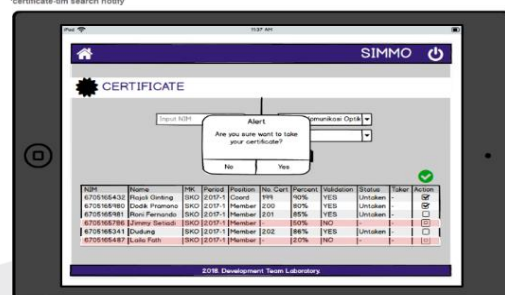 *certificate-bm search notify
iPad
11:37 AM
SIMMO
CERTIFICATE
Input NIM
Komunikasi Optik
Alert
Are you sure want to take
your certificate?
No Yes
NIM Name MK Period Position No. Cert Percent Validation Status Taker Action
6705165432 Rajali Ginting SKO 2017-1 Coord 199 90% YES Untaken -
6705165980 Dodik Pramono SKO 2017-1 Member 200 80% YES Untaken -
6705165981 Roni Fernando SKO 2017-1 Member 201 85% YES Untaken -
6705165786 Jimmy Seriadi SKO 2017-1 Member - 50% NO - -
6705165341 Dudung SKO 2017-1 Member 202 86% YES Untaken -
6705165487 Laila Fath SKO 2017-1 Member - 20% NO - -
2018. Development Team Laboratory.